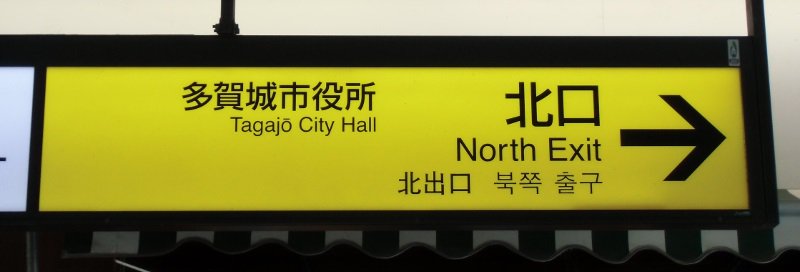 多賀城市役所
Tagajō City Hall
北口
North Exit
北出口 북쪽 출구